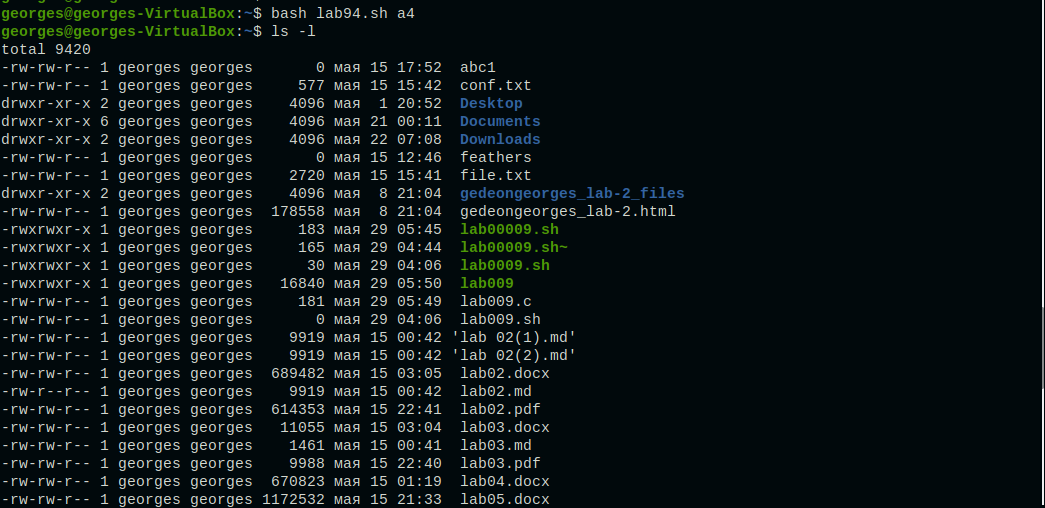 georges@georges-VirtualBox:~$ bash lab94.sh a4
georges@georges-VirtualBox:~$ ls -l
total 9420
-rw-rw-r-- 1 georges georges       0 мая 15 17:52  abc1
-rw-rw-r-- 1 georges georges     577 мая 15 15:42  conf.txt
drwxr-xr-x 2 georges georges    4096 мая  1 20:52  Desktop
drwxr-xr-x 6 georges georges    4096 мая 21 00:11  Documents
drwxr-xr-x 2 georges georges    4096 мая 22 07:08  Downloads
-rw-rw-r-- 1 georges georges       0 мая 15 12:46  feathers
-rw-rw-r-- 1 georges georges    2720 мая 15 15:41  file.txt
drwxr-xr-x 2 georges georges    4096 мая  8 21:04  gedeongeorges_lab-2_files
-rw-rw-r-- 1 georges georges  178558 мая  8 21:04  gedeongeorges_lab-2.html
-rwxrwxr-x 1 georges georges     183 мая 29 05:45  lab00009.sh
-rwxrwxr-x 1 georges georges     165 мая 29 04:44  lab00009.sh~
-rwxrwxr-x 1 georges georges      30 мая 29 04:06  lab0009.sh
-rwxrwxr-x 1 georges georges   16840 мая 29 05:50  lab009
-rw-rw-r-- 1 georges georges     181 мая 29 05:49  lab009.c
-rw-rw-r-- 1 georges georges       0 мая 29 04:06  lab009.sh
-rw-rw-r-- 1 georges georges    9919 мая 15 00:42 'lab 02(1).md'
-rw-rw-r-- 1 georges georges    9919 мая 15 00:42 'lab 02(2).md'
-rw-rw-r-- 1 georges georges  689482 мая 15 03:05  lab02.docx
-rw-r--r-- 1 georges georges    9919 мая 15 00:42  lab02.md
-rw-rw-r-- 1 georges georges  614353 мая 15 22:41  lab02.pdf
-rw-rw-r-- 1 georges georges   11055 мая 15 03:04  lab03.docx
-rw-rw-r-- 1 georges georges    1461 мая 15 00:41  lab03.md
-rw-rw-r-- 1 georges georges    9988 мая 15 22:40  lab03.pdf
-rw-rw-r-- 1 georges georges  670823 мая 15 01:19  lab04.docx
-rw-rw-r-- 1 georges georges 1172532 мая 15 21:33  lab05.docx